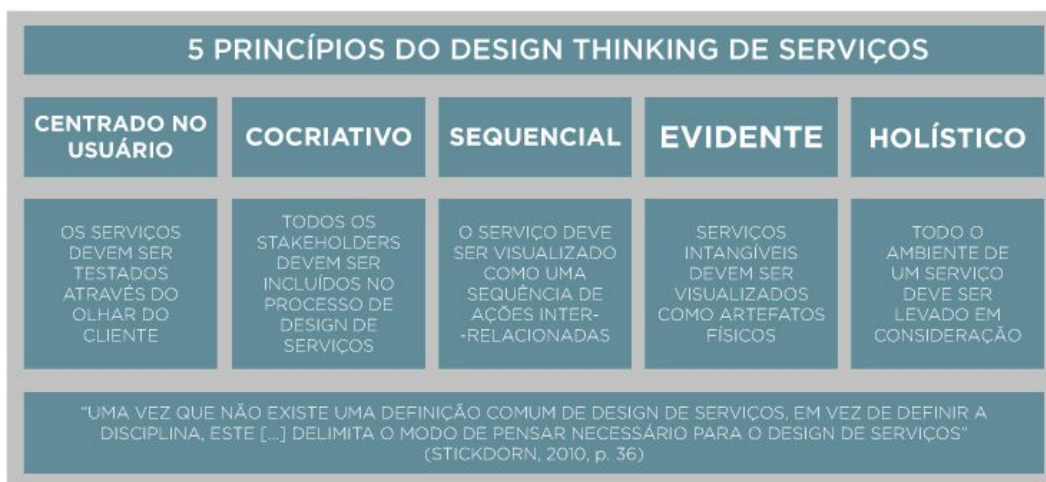 5 PRINCÍPIOS DO DESIGN THINKING DE SERVIÇOS
CENTRADO NO
USUÁRIO
COCRIATIVO
SEQUENCIAL
EVIDENTE
HOLÍSTICO
OS SERVIÇOS
DEVEM SER
TESTADOS
ATRAVÉS DO
OLHAR DO
CLIENTE
TODOS OS
STAKEHOLDERS
DEVEM SER
INCLUÍDOS NO
PROCESSO DE
DESIGN DE
SERVIÇOS
O SERVIÇO DEVE
SER VISUALIZADO
COMO UMA
SEQUÊNCIA DE
AÇÕES INTER-
-RELACIONADAS
SERVIÇOS
INTANGÍVEIS
DEVEM SER
VISUALIZADOS
COMO ARTEFATOS
FÍSICOS
TODO O
AMBIENTE DE
UM SERVIÇO
DEVE SER
LEVADO EM
CONSIDERAÇÃO
"UMA VEZ QUE NÃO EXISTE UMA DEFINIÇÃO COMUM DE DESIGN DE SERVIÇOS, EM VEZ DE DEFINIR A
DISCIPLINA, ESTE [...] DELIMITA O MODO DE PENSAR NECESSÁRIO PARA O DESIGN DE SERVIÇOS"
(STICKDORN, 2010, p. 36)